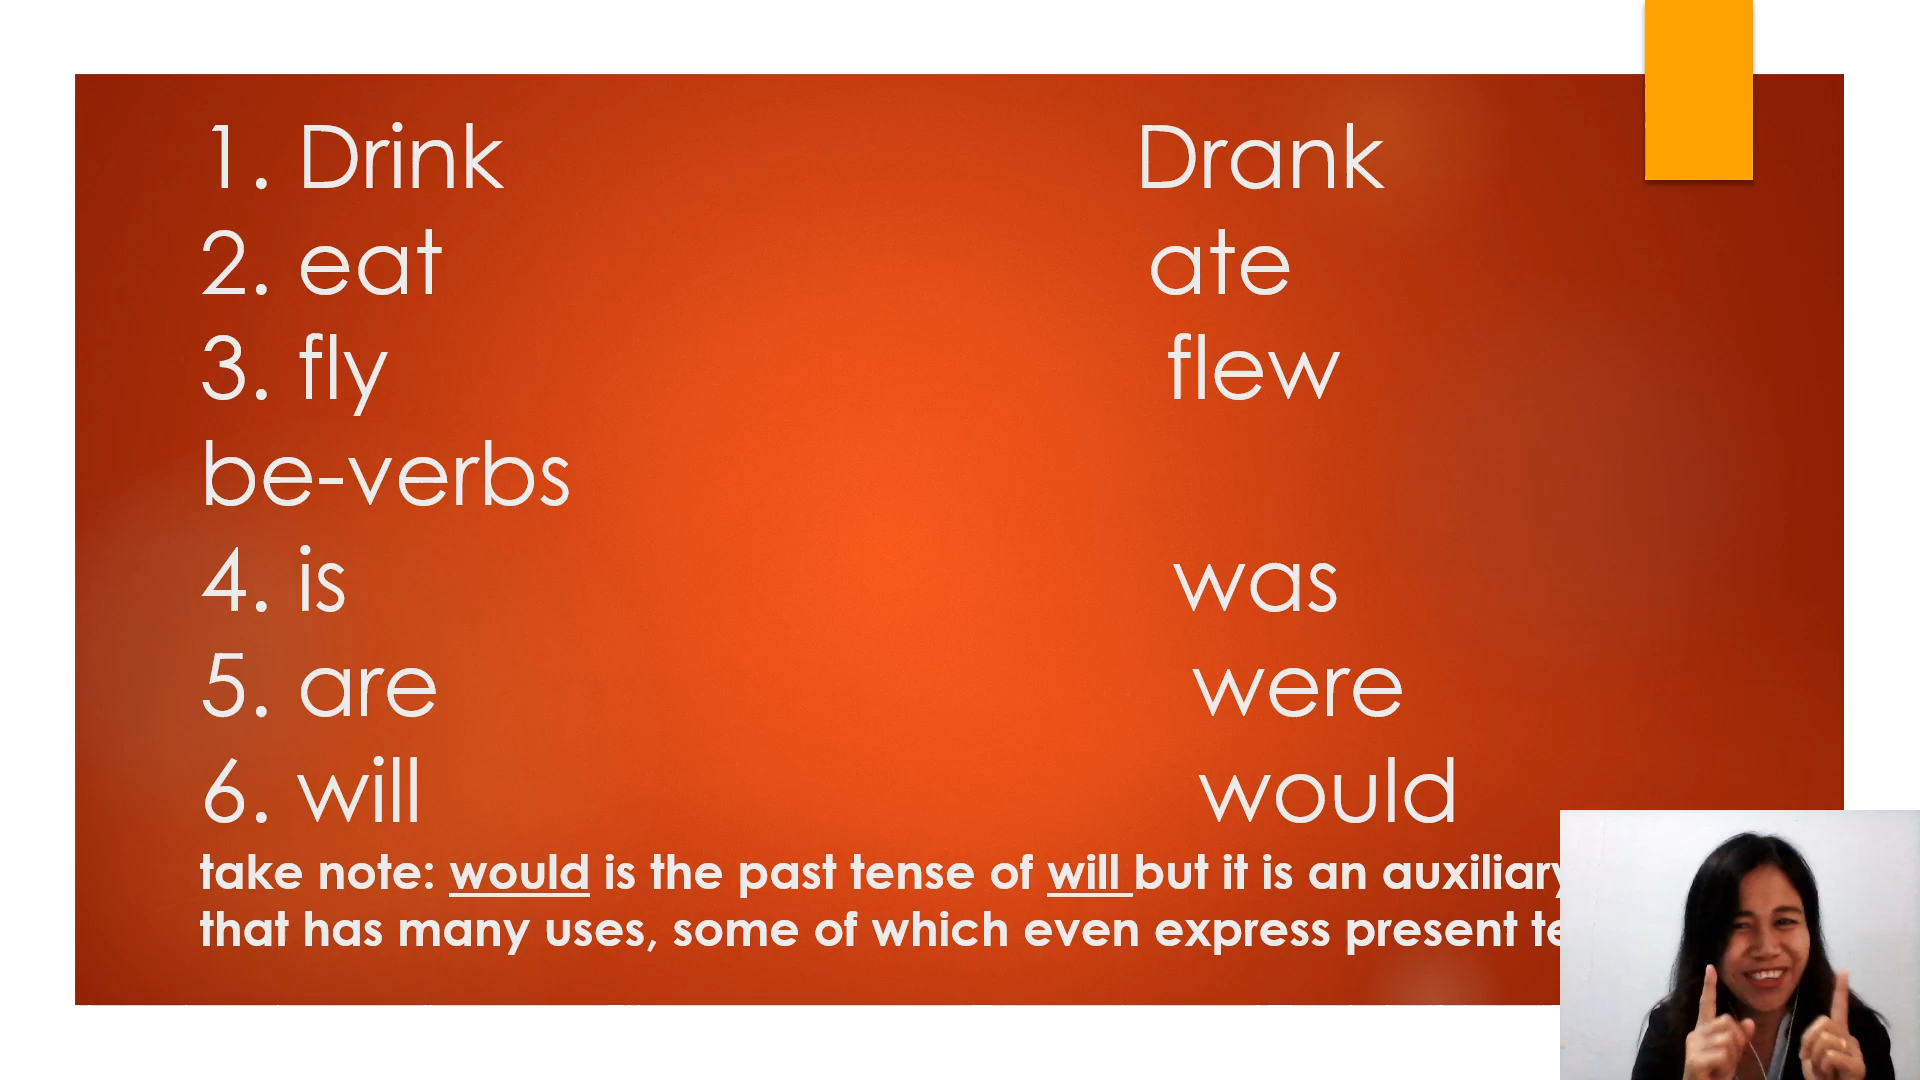 1. Drink Drank
2. eat ate
3. fly flew
be-verbs
4. is was
5. are were
6. will would
take note: would is the past tense of will but it is an auxiliary
that has many uses, some of which even express present